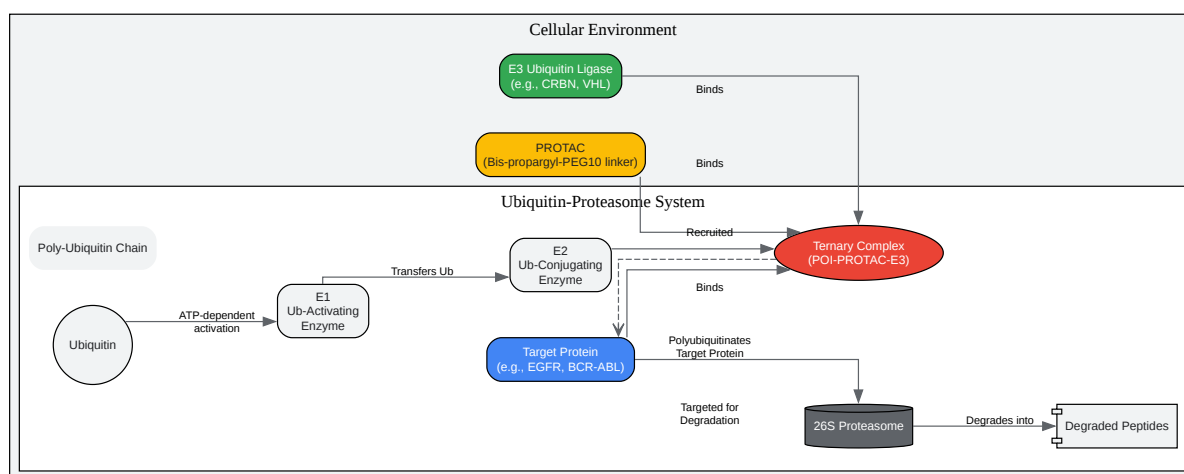 Cellular Environment
E3 Ubiquitin Ligase
(e.g., CRBN, VHL)
Binds
PROTAC
(Bis-propargyl-PEG10 linker)
Binds
Ubiquitin-Proteasome System
Poly-Ubiquitin Chain
Recruited
E2
Ub-Conjugating
Enzyme
Ternary Complex
(POI-PROTAC-E3)
Transfers Ub
E1
Ub-Activating
Enzyme
Binds
ATP-dependent
activation
Ubiquitin
Polyubiquitinates
Target Protein
Target Protein
(e.g., EGFR, BCR-ABL)
Targeted for
Degradation
26S Proteasome
Degrades into
Degraded Peptides